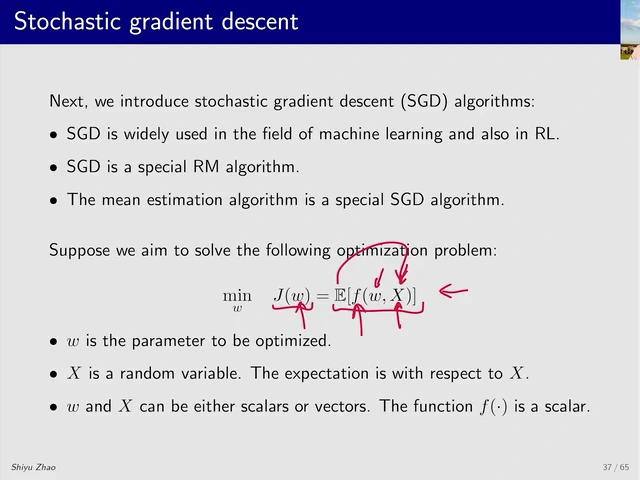 Stochastic gradient descent
Next, we introduce stochastic gradient descent (SGD) algorithms:
• SGD is widely used in the field of machine learning and also in RL.
• SGD is a special RM algorithm.
• The mean estimation algorithm is a special SGD algorithm.
Suppose we aim to solve the following optimization problem:
min J(w) = 𝔼[f(w, X)]
w
• w is the parameter to be optimized.
• X is a random variable. The expectation is with respect to X.
• w and X can be either scalars or vectors. The function f(·) is a scalar.
Shiyu Zhao 37 / 65